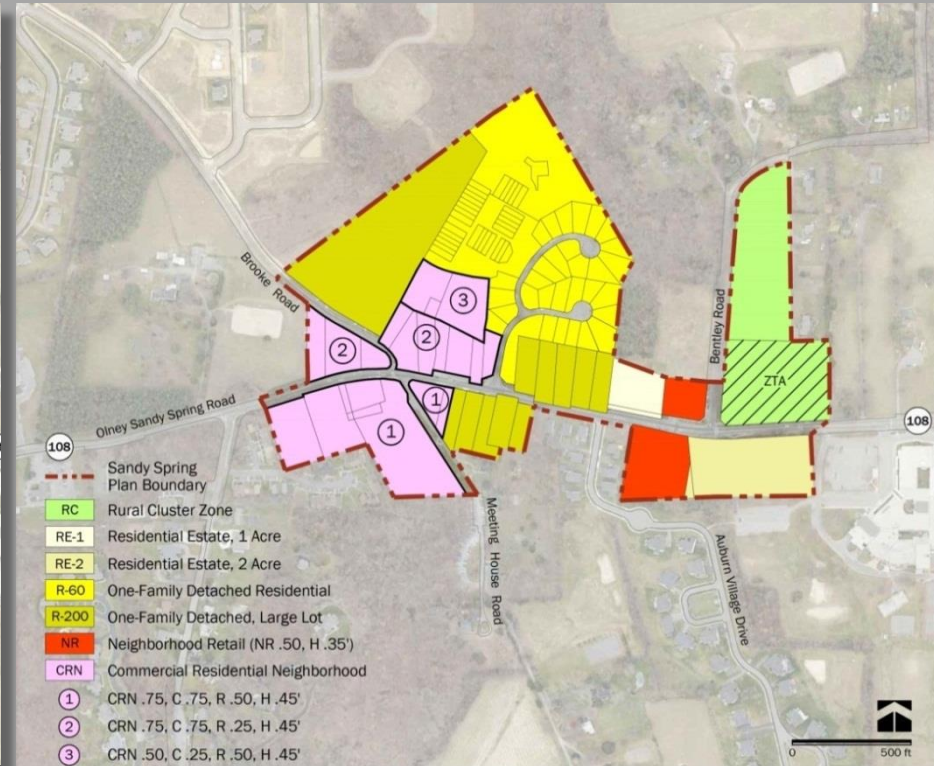 Brooke Road
3
2
2
1
1
Bentley Road
ZTA
Olney Sandy Spring Road
108
108
Meeting House Road
Auburn Village Drive
Sandy Spring
Plan Boundary
RC Rural Cluster Zone
RE-1 Residential Estate, 1 Acre
RE-2 Residential Estate, 2 Acre
R-60 One-Family Detached Residential
R-200 One-Family Detached, Large Lot
NR Neighborhood Retail (NR .50, H .35')
CRN Commercial Residential Neighborhood
1 CRN .75, C .75, R .50, H .45'
2 CRN .75, C .75, R .25, H .45'
3 CRN .50, C .25, R .50, H .45'
0 500 ft